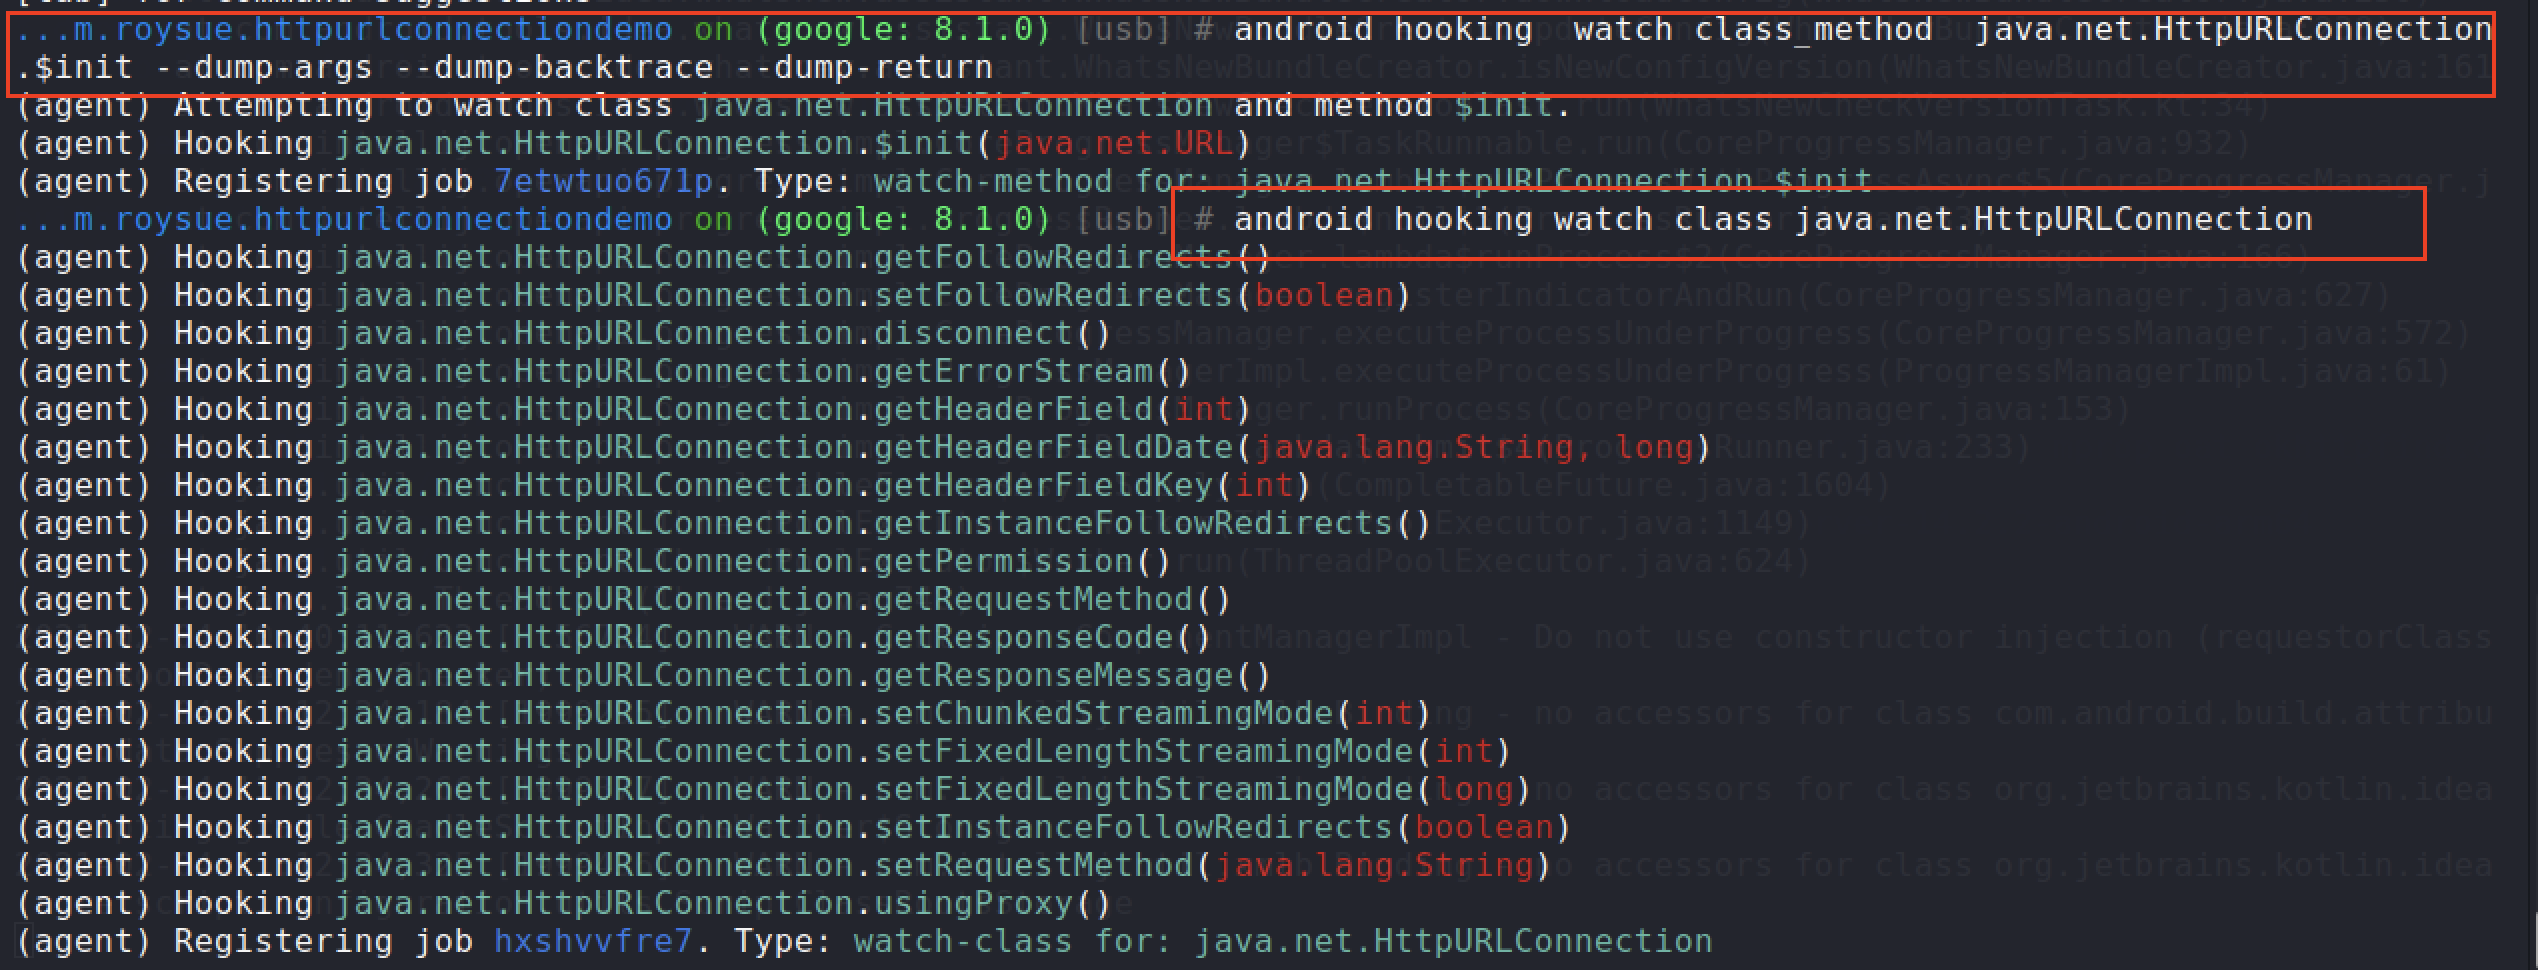 ...m.roysue.httpurlconnectiondemo on (google: 8.1.0) [usb] # android hooking  watch class_method  java.net.HttpURLConnection
.$init --dump-args --dump-backtrace --dump-return
(agent) Attempting to watch class java.net.HttpURLConnection and method $init.
(agent) Hooking java.net.HttpURLConnection.$init(java.net.URL)
(agent) Registering job 7etwtuo671p. Type: watch-method for: java.net.HttpURLConnection.$init
...m.roysue.httpurlconnectiondemo on (google: 8.1.0) [usb] # android hooking watch class java.net.HttpURLConnection
(agent) Hooking java.net.HttpURLConnection.getFollowRedirects()
(agent) Hooking java.net.HttpURLConnection.setFollowRedirects(boolean)
(agent) Hooking java.net.HttpURLConnection.disconnect()
(agent) Hooking java.net.HttpURLConnection.getErrorStream()
(agent) Hooking java.net.HttpURLConnection.getHeaderField(int)
(agent) Hooking java.net.HttpURLConnection.getHeaderFieldDate(java.lang.String, long)
(agent) Hooking java.net.HttpURLConnection.getHeaderFieldKey(int)
(agent) Hooking java.net.HttpURLConnection.getInstanceFollowRedirects()
(agent) Hooking java.net.HttpURLConnection.getPermission()
(agent) Hooking java.net.HttpURLConnection.getRequestMethod()
(agent) Hooking java.net.HttpURLConnection.getResponseCode()
(agent) Hooking java.net.HttpURLConnection.getResponseMessage()
(agent) Hooking java.net.HttpURLConnection.setChunkedStreamingMode(int)
(agent) Hooking java.net.HttpURLConnection.setFixedLengthStreamingMode(int)
(agent) Hooking java.net.HttpURLConnection.setFixedLengthStreamingMode(long)
(agent) Hooking java.net.HttpURLConnection.setInstanceFollowRedirects(boolean)
(agent) Hooking java.net.HttpURLConnection.setRequestMethod(java.lang.String)
(agent) Hooking java.net.HttpURLConnection.usingProxy()
(agent) Registering job hxshvvfre7. Type: watch-class for: java.net.HttpURLConnection